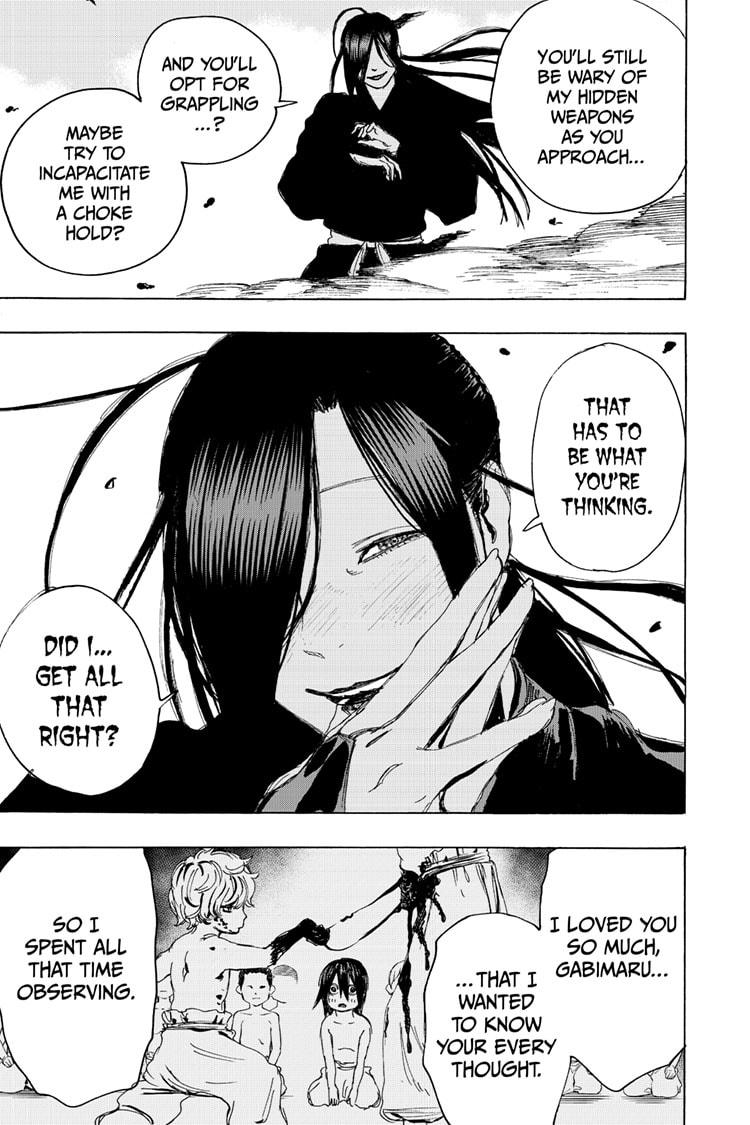 YOU'LL STILL
BE WARY OF
MY HIDDEN
WEAPONS
AS YOU
APPROACH...
AND YOU'LL
OPT FOR
GRAPPLING
...?
MAYBE
TRY TO
INCAPACITATE
ME WITH
A CHOKE
HOLD?
THAT
HAS TO
BE WHAT
YOU'RE
THINKING.
DID I...
GET ALL
THAT
RIGHT?
I LOVED YOU
SO MUCH,
GABIMARU...
...THAT I
WANTED
TO KNOW
YOUR EVERY
THOUGHT.
SO I
SPENT ALL
THAT TIME
OBSERVING.